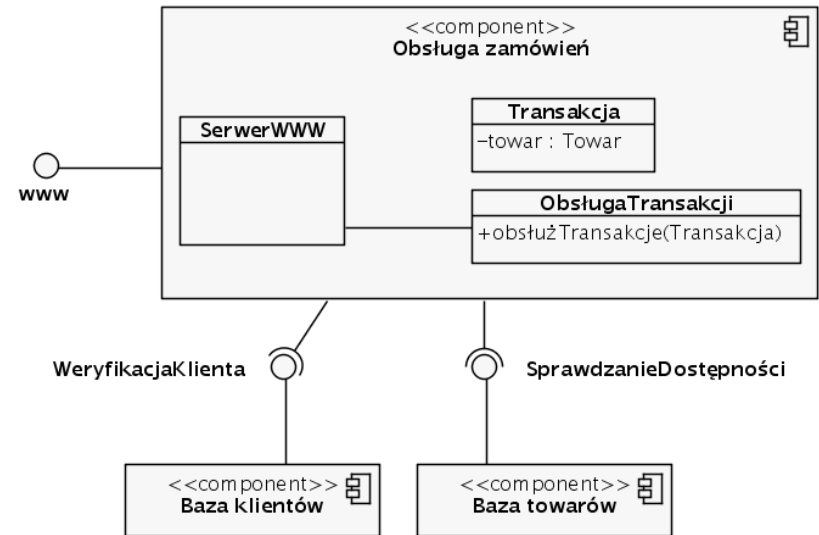 <<component>>
Obsługa zamówień
SerwerWWW
Transakcja
–towar : Towar
ObsługaTransakcji
+obsłużTransakcje(Transakcja)
www
WeryfikacjaKlienta
SprawdzanieDostępności
<<component>>
Baza klientów
<<component>>
Baza towarów